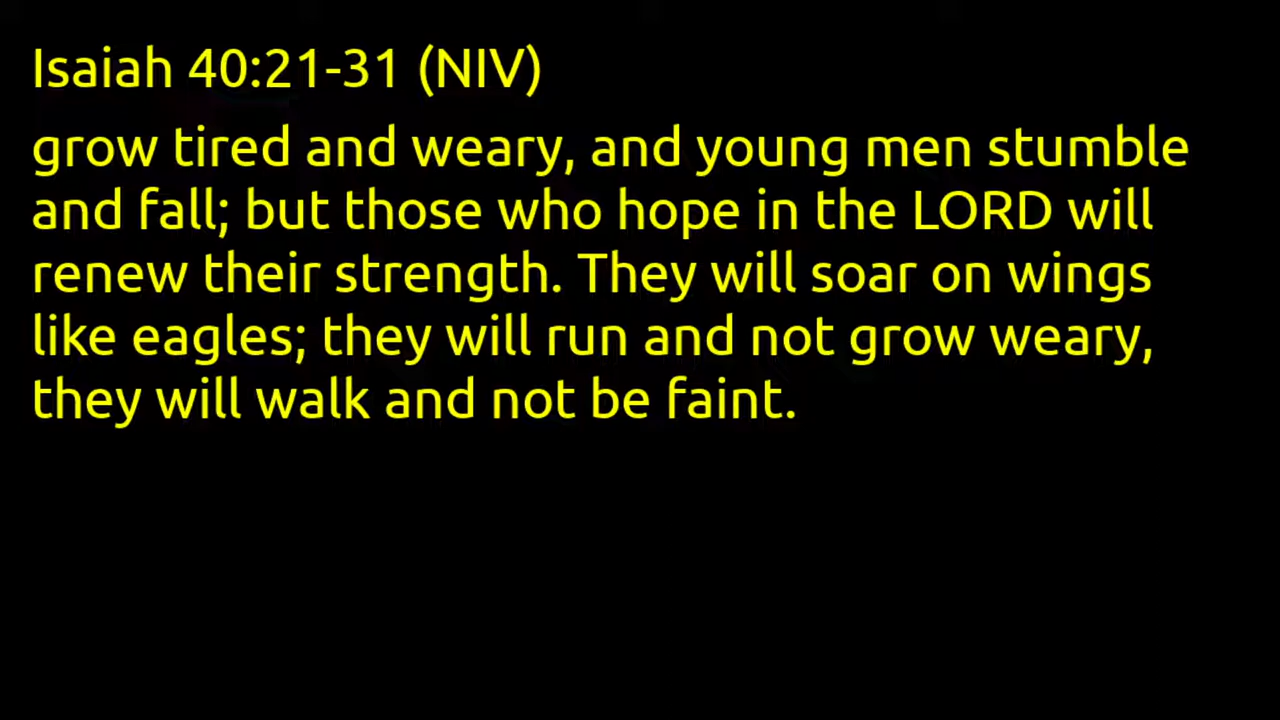 Isaiah 40:21-31 (NIV)
grow tired and weary, and young men stumble
and fall; but those who hope in the LORD will
renew their strength. They will soar on wings
like eagles; they will run and not grow weary,
they will walk and not be faint.